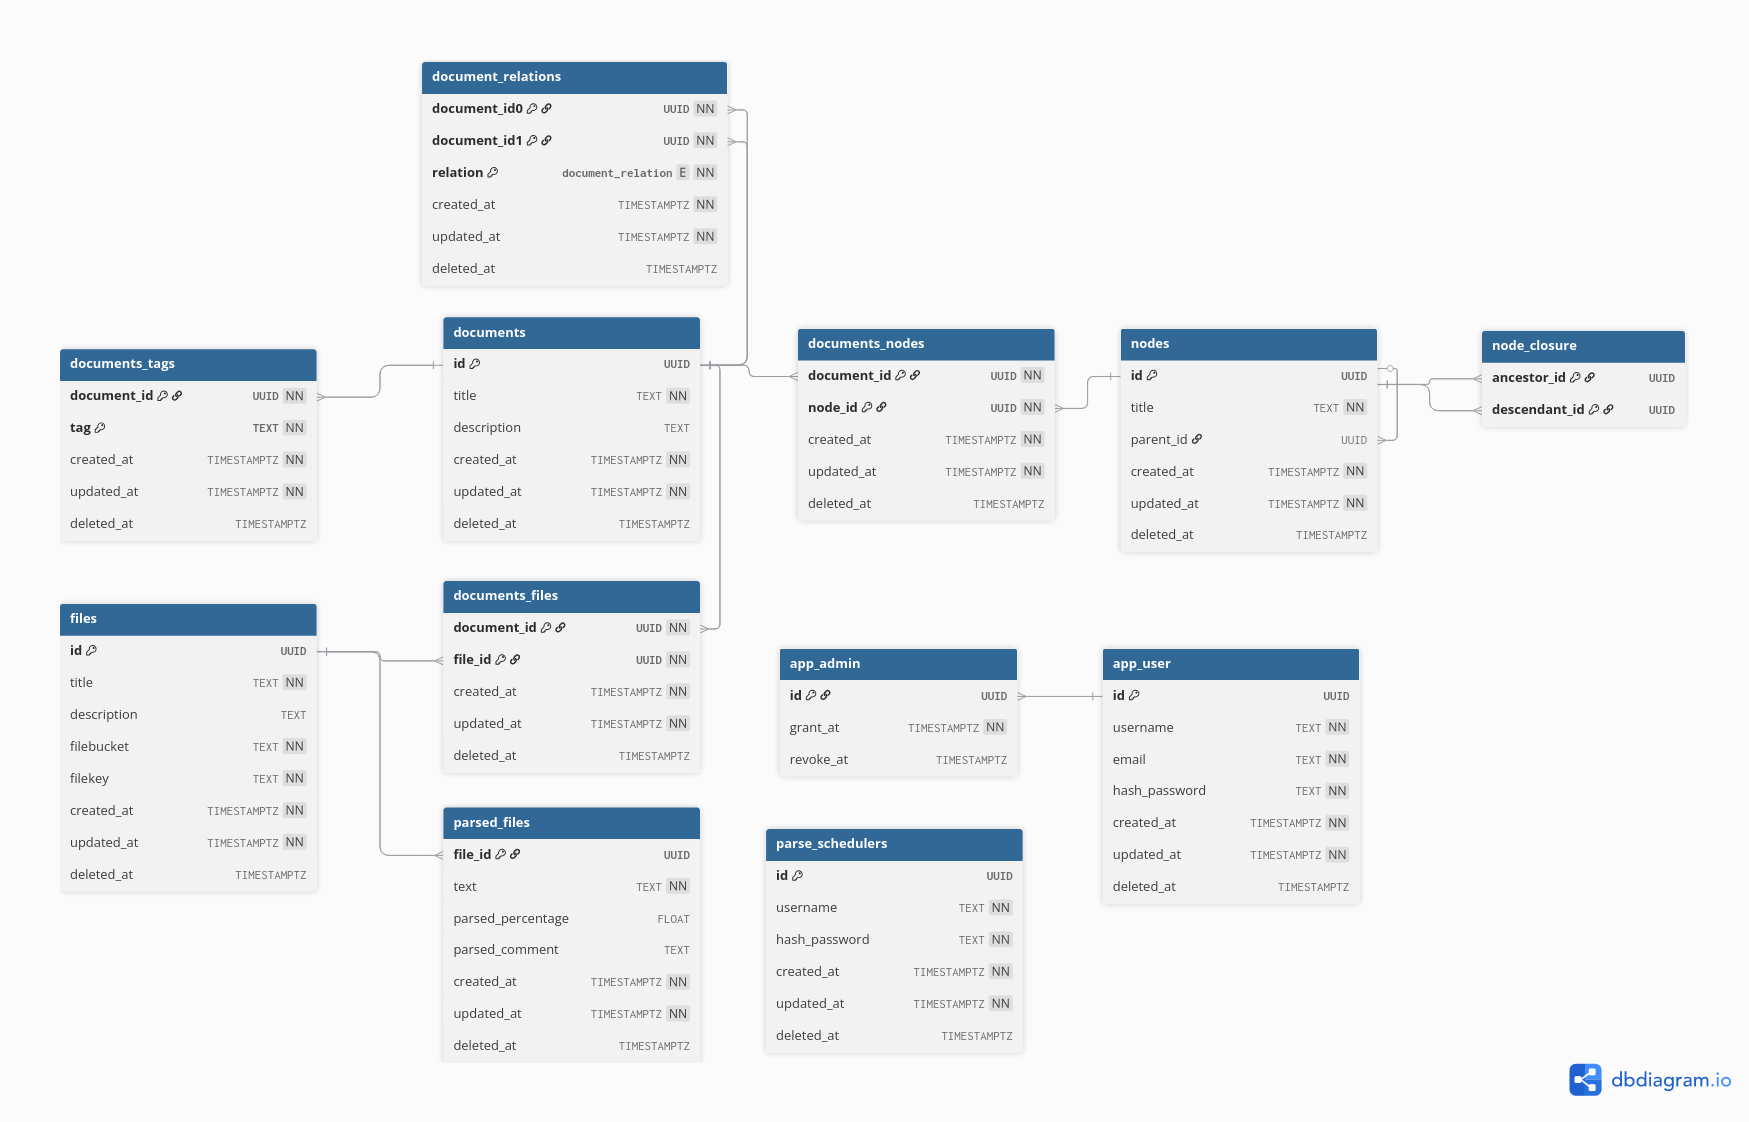 document_relations
document_id0 UUID NN
document_id1 UUID NN
relation document_relation E NN
created_at TIMESTAMPTZ NN
updated_at TIMESTAMPTZ NN
deleted_at TIMESTAMPTZ
documents_tags
document_id UUID NN
tag TEXT NN
created_at TIMESTAMPTZ NN
updated_at TIMESTAMPTZ NN
deleted_at TIMESTAMPTZ
documents
id UUID
title TEXT NN
description TEXT
created_at TIMESTAMPTZ NN
updated_at TIMESTAMPTZ NN
deleted_at TIMESTAMPTZ
documents_nodes
document_id UUID NN
node_id UUID NN
created_at TIMESTAMPTZ NN
updated_at TIMESTAMPTZ NN
deleted_at TIMESTAMPTZ
nodes
id UUID
title TEXT NN
parent_id UUID
created_at TIMESTAMPTZ NN
updated_at TIMESTAMPTZ NN
deleted_at TIMESTAMPTZ
node_closure
ancestor_id UUID
descendant_id UUID
files
id UUID
title TEXT NN
description TEXT
filebucket TEXT NN
filekey TEXT NN
created_at TIMESTAMPTZ NN
updated_at TIMESTAMPTZ NN
deleted_at TIMESTAMPTZ
documents_files
document_id UUID NN
file_id UUID NN
created_at TIMESTAMPTZ NN
updated_at TIMESTAMPTZ NN
deleted_at TIMESTAMPTZ
app_admin
id UUID
grant_at TIMESTAMPTZ NN
revoke_at TIMESTAMPTZ
app_user
id UUID
username TEXT NN
email TEXT NN
hash_password TEXT NN
created_at TIMESTAMPTZ NN
updated_at TIMESTAMPTZ NN
deleted_at TIMESTAMPTZ
parsed_files
file_id UUID
text TEXT NN
parsed_percentage FLOAT
parsed_comment TEXT
created_at TIMESTAMPTZ NN
updated_at TIMESTAMPTZ NN
deleted_at TIMESTAMPTZ
parse_schedulers
id UUID
username TEXT NN
hash_password TEXT NN
created_at TIMESTAMPTZ NN
updated_at TIMESTAMPTZ NN
deleted_at TIMESTAMPTZ
dbdiagram.io